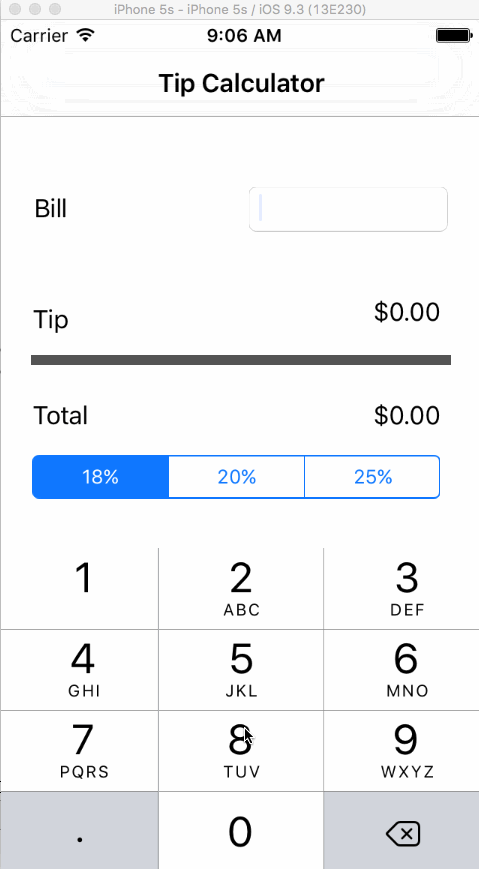 iPhone 5s - iPhone 5s / iOS 9.3 (13E230)
Carrier 9:06 AM
Tip Calculator
Bill
Tip $0.00
Total $0.00
18% 20% 25%
1 2 3
ABC DEF
4 5 6
GHI JKL MNO
7 8 9
PQRS TUV WXYZ
. 0